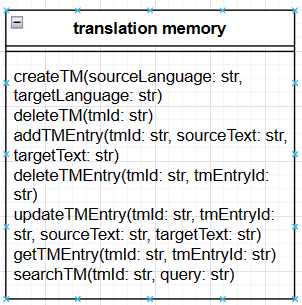 translation memory
createTM(sourceLanguage: str,
targetLanguage: str)
deleteTM(tmId: str)
addTMEntry(tmId: str, sourceText: str,
targetText: str)
deleteTMEntry(tmId: str, tmEntryId:
str)
updateTMEntry(tmId: str, tmEntryId:
str, sourceText: str, targetText: str)
getTMEntry(tmId: str, tmEntryId: str)
searchTM(tmId: str, query: str)